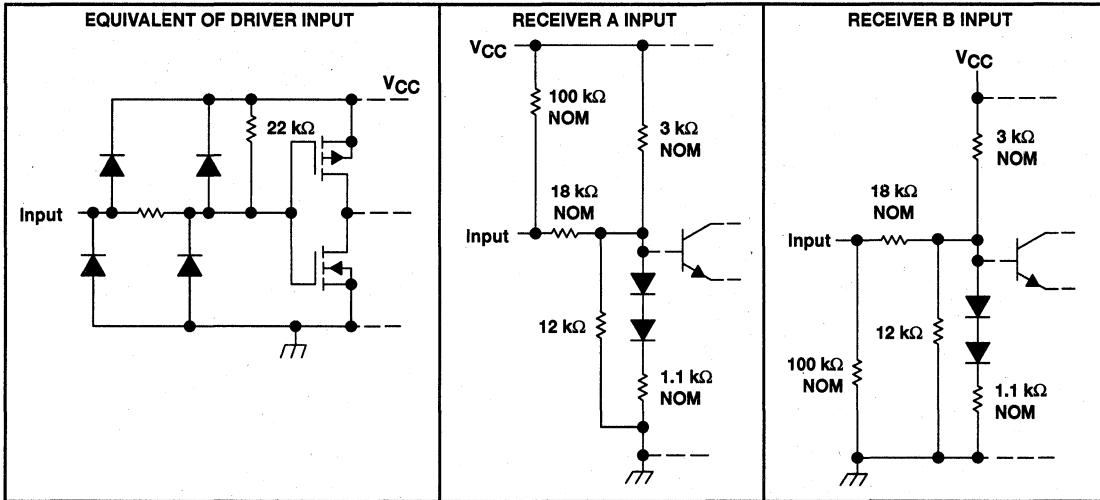 EQUIVALENT OF DRIVER INPUT
VCC
22 kΩ
Input
RECEIVER A INPUT
VCC
100 kΩ
NOM
3 kΩ
NOM
18 kΩ
NOM
Input
12 kΩ
1.1 kΩ
NOM
RECEIVER B INPUT
VCC
3 kΩ
NOM
18 kΩ
NOM
Input
12 kΩ
100 kΩ
NOM
1.1 kΩ
NOM